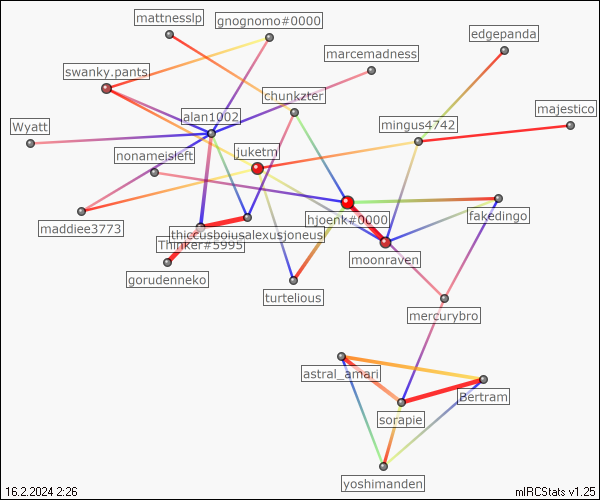 mattnesslp
gnognomo#0000
edgepanda
marcemadness
swanky.pants
chunkzter
majestico
alan1002
mingus4742
Wyatt
juketm
nonameisleft
fakedingo
hjoenk#0000
maddiee3773
thiccusboiusalexusjoneus
Thinker#5995
moonraven
gorudenneko
turtelious
mercurybro
astral_amari
Bertram
sorapie
yoshimanden
16.2.2024 2:26
mIRCStats v1.25